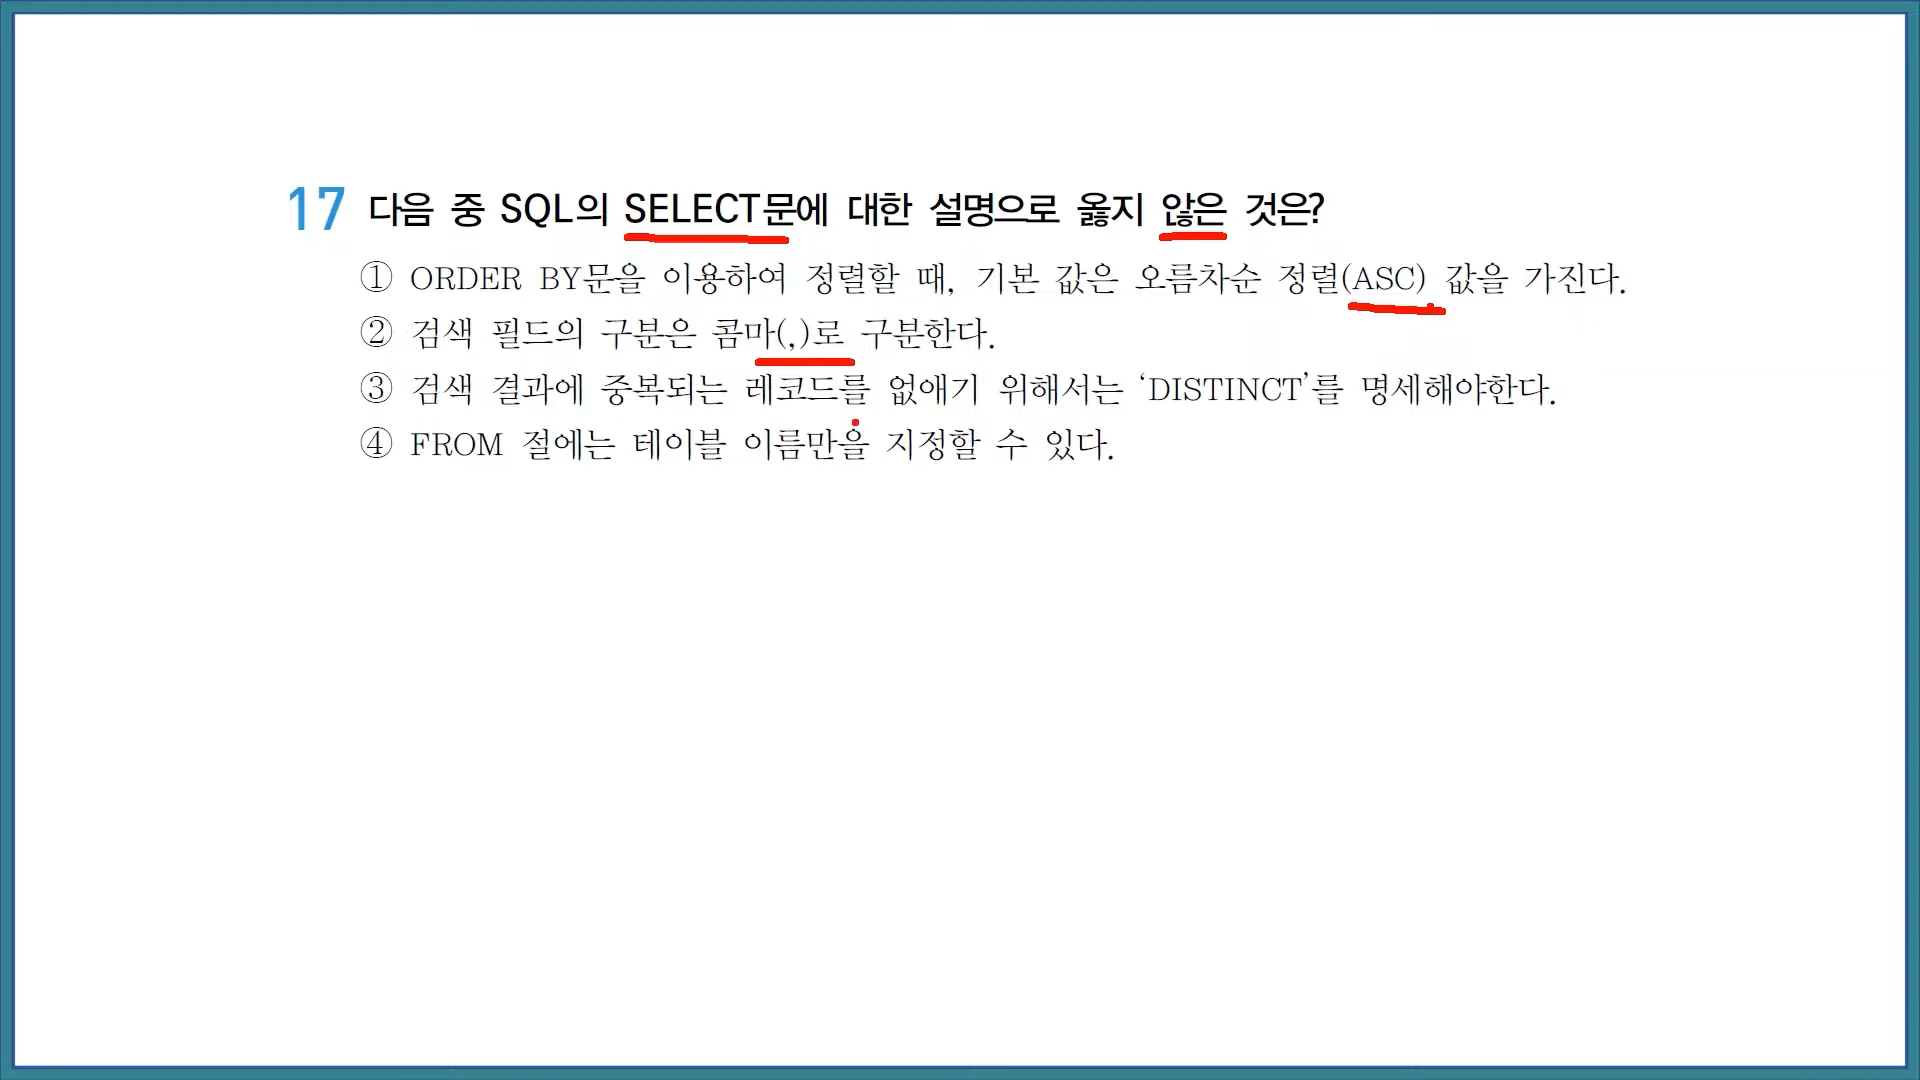 17 다음 중 SQL의 SELECT문에 대한 설명으로 옳지 않은 것은?
① ORDER BY문을 이용하여 정렬할 때, 기본 값은 오름차순 정렬(ASC) 값을 가진다.
② 검색 필드의 구분은 콤마(,)로 구분한다.
③ 검색 결과에 중복되는 레코드를 없애기 위해서는 ‘DISTINCT’를 명세해야한다.
④ FROM 절에는 테이블 이름만을 지정할 수 있다.